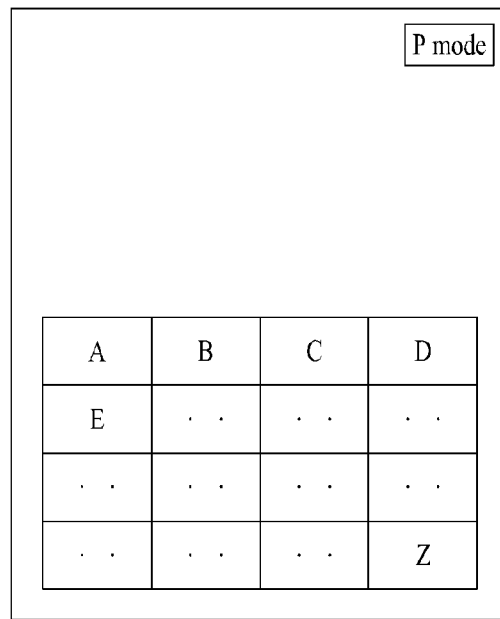 P mode
A B C D
E . . . . . .
. . . . . . . .
. . . . . . Z